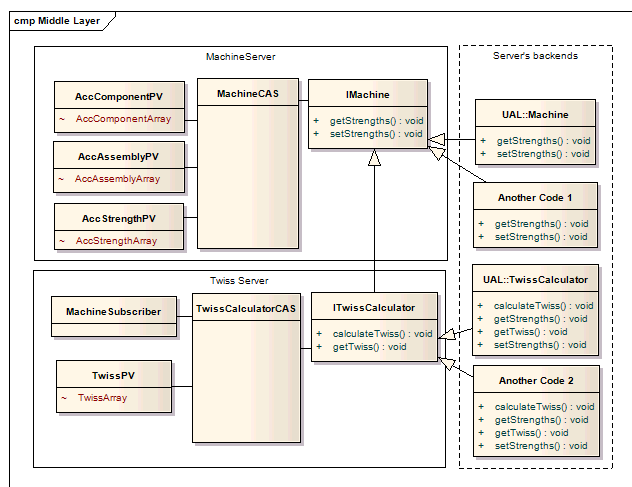 cmp Middle Layer
MachineServer
AccComponentPV
~ AccComponentArray
AccAssemblyPV
~ AccAssemblyArray
AccStrengthPV
~ AccStrengthArray
MachineCAS
IMachine
+ getStrengths() : void
+ setStrengths() : void
Server's backends
UAL::Machine
+ getStrengths() : void
+ setStrengths() : void
Another Code 1
+ getStrengths() : void
+ setStrengths() : void
Twiss Server
MachineSubscriber
TwissPV
~ TwissArray
TwissCalculatorCAS
ITwissCalculator
+ calculateTwiss() : void
+ getTwiss() : void
UAL::TwissCalculator
+ calculateTwiss() : void
+ getStrengths() : void
+ getTwiss() : void
+ setStrengths() : void
Another Code 2
+ calculateTwiss() : void
+ getStrengths() : void
+ getTwiss() : void
+ setStrengths() : void